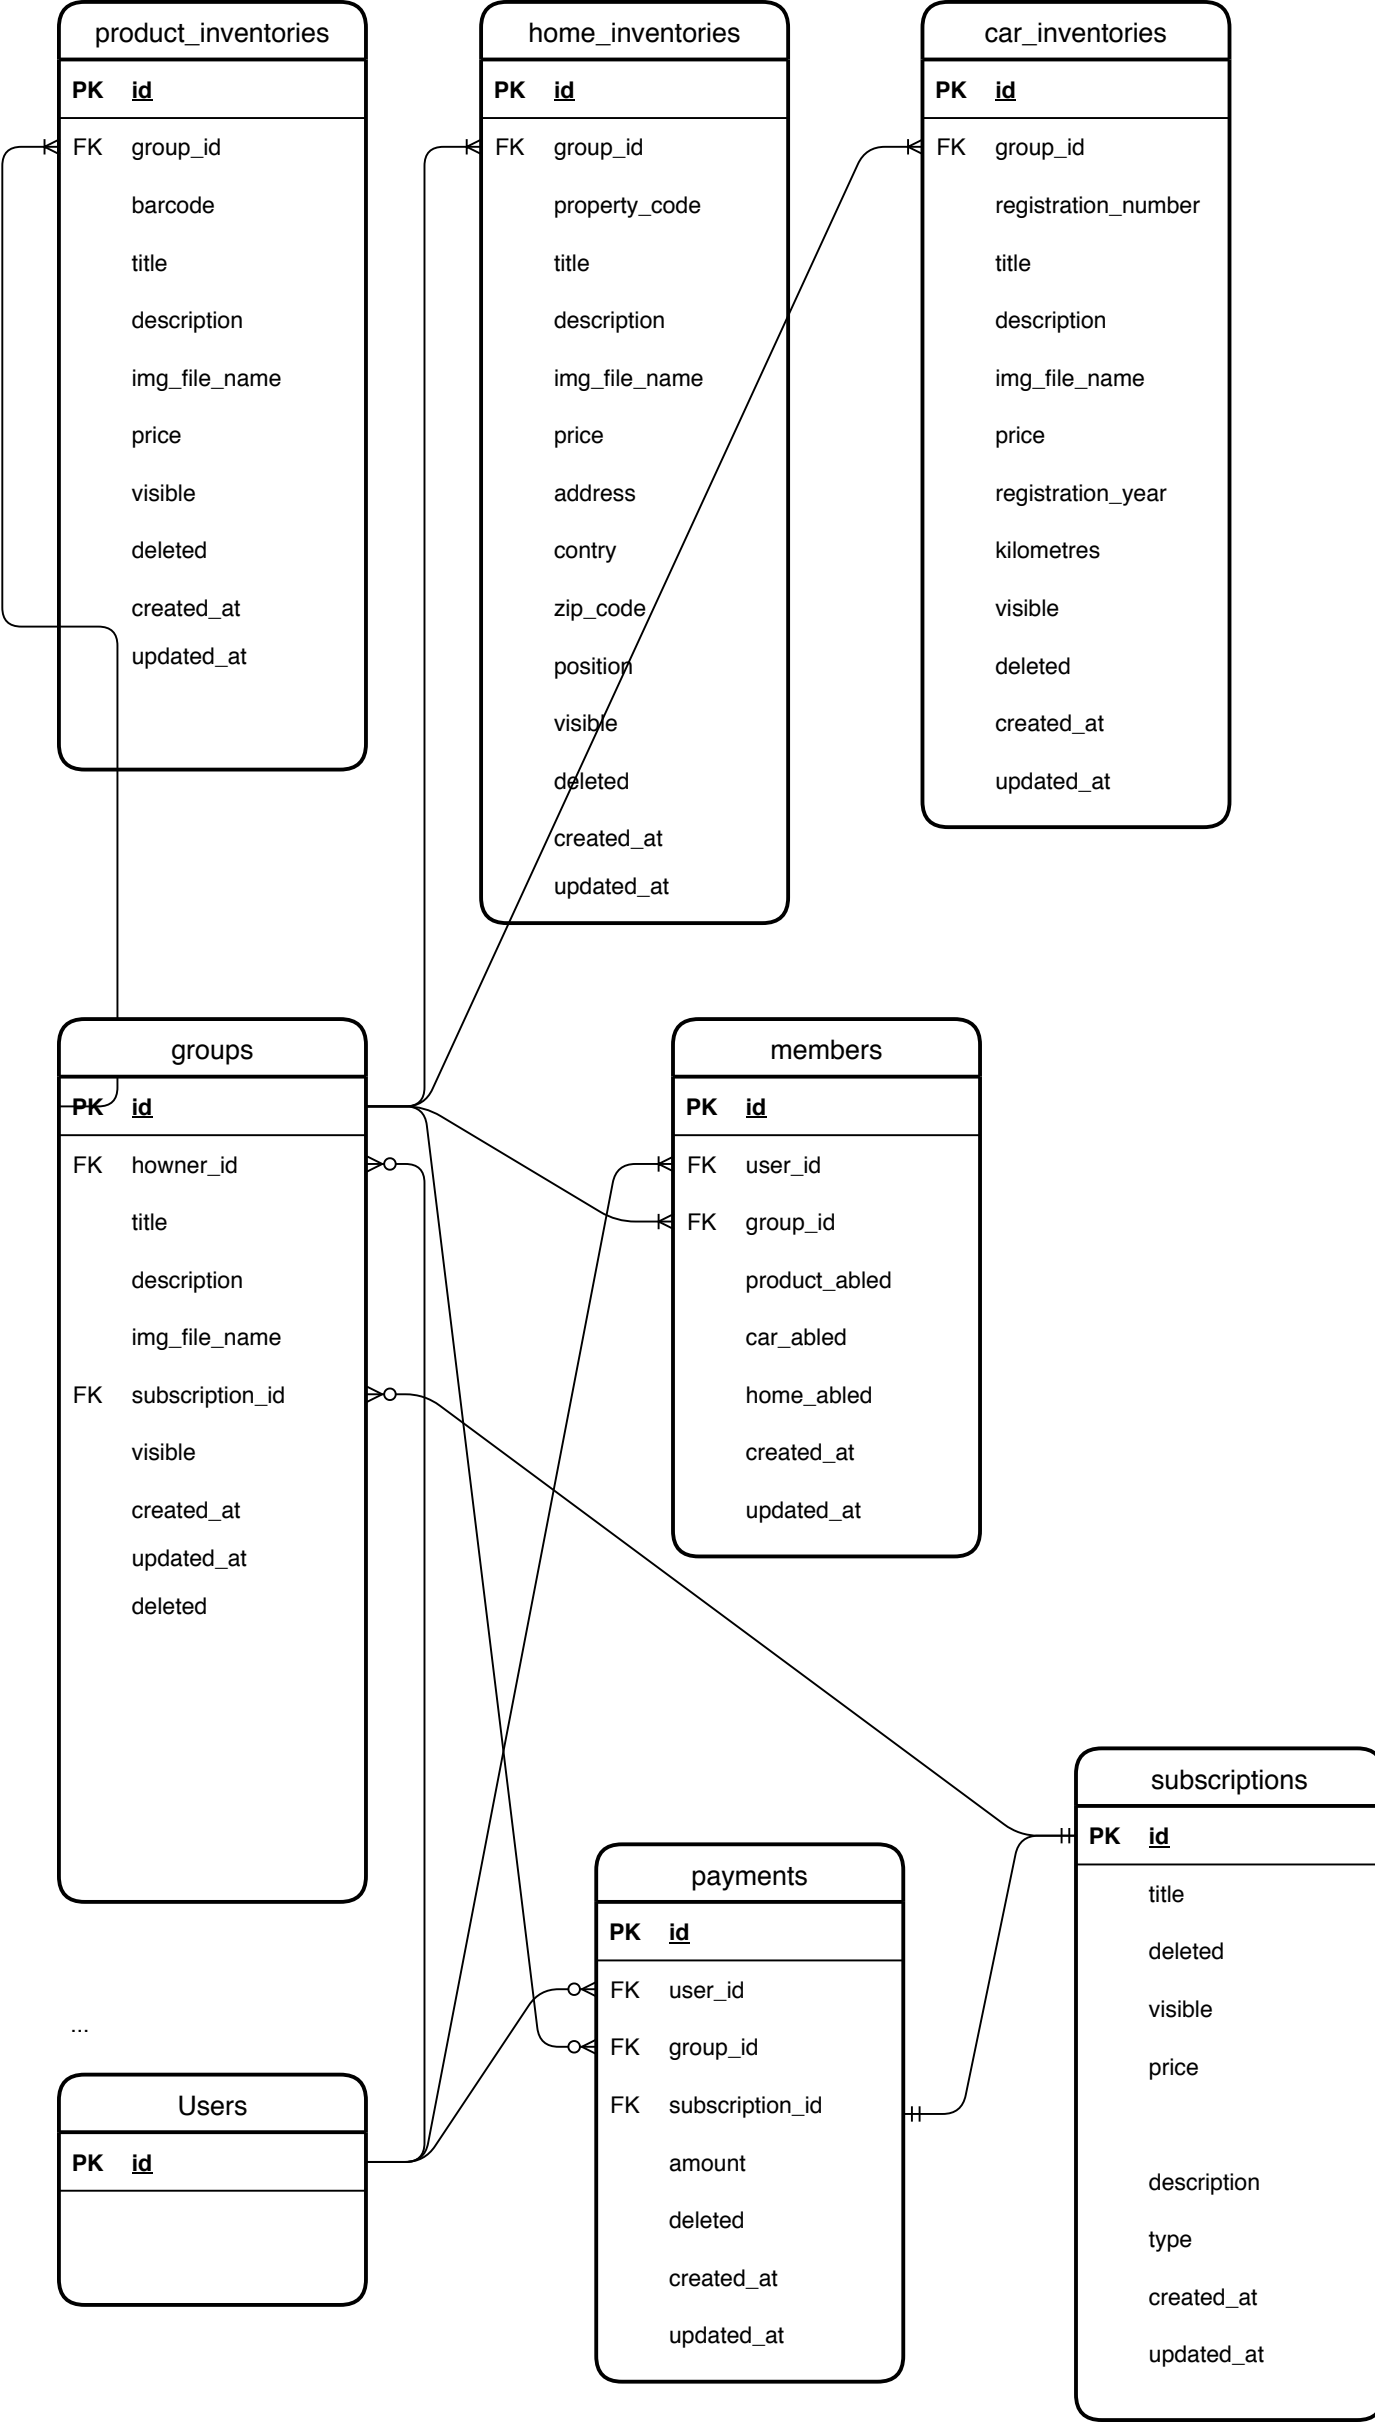 product_inventories
PK id
FK group_id
barcode
title
description
img_file_name
price
visible
deleted
created_at
updated_at
home_inventories
PK id
FK group_id
property_code
title
description
img_file_name
price
address
contry
zip_code
position
visible
deleted
created_at
updated_at
car_inventories
PK id
FK group_id
registration_number
title
description
img_file_name
price
registration_year
kilometres
visible
deleted
created_at
updated_at
groups
PK id
FK howner_id
title
description
img_file_name
FK subscription_id
visible
created_at
updated_at
deleted
members
PK id
FK user_id
FK group_id
product_abled
car_abled
home_abled
created_at
updated_at
subscriptions
PK id
title
deleted
visible
price
description
type
created_at
updated_at
payments
PK id
FK user_id
FK group_id
FK subscription_id
amount
deleted
created_at
updated_at
...
Users
PK id